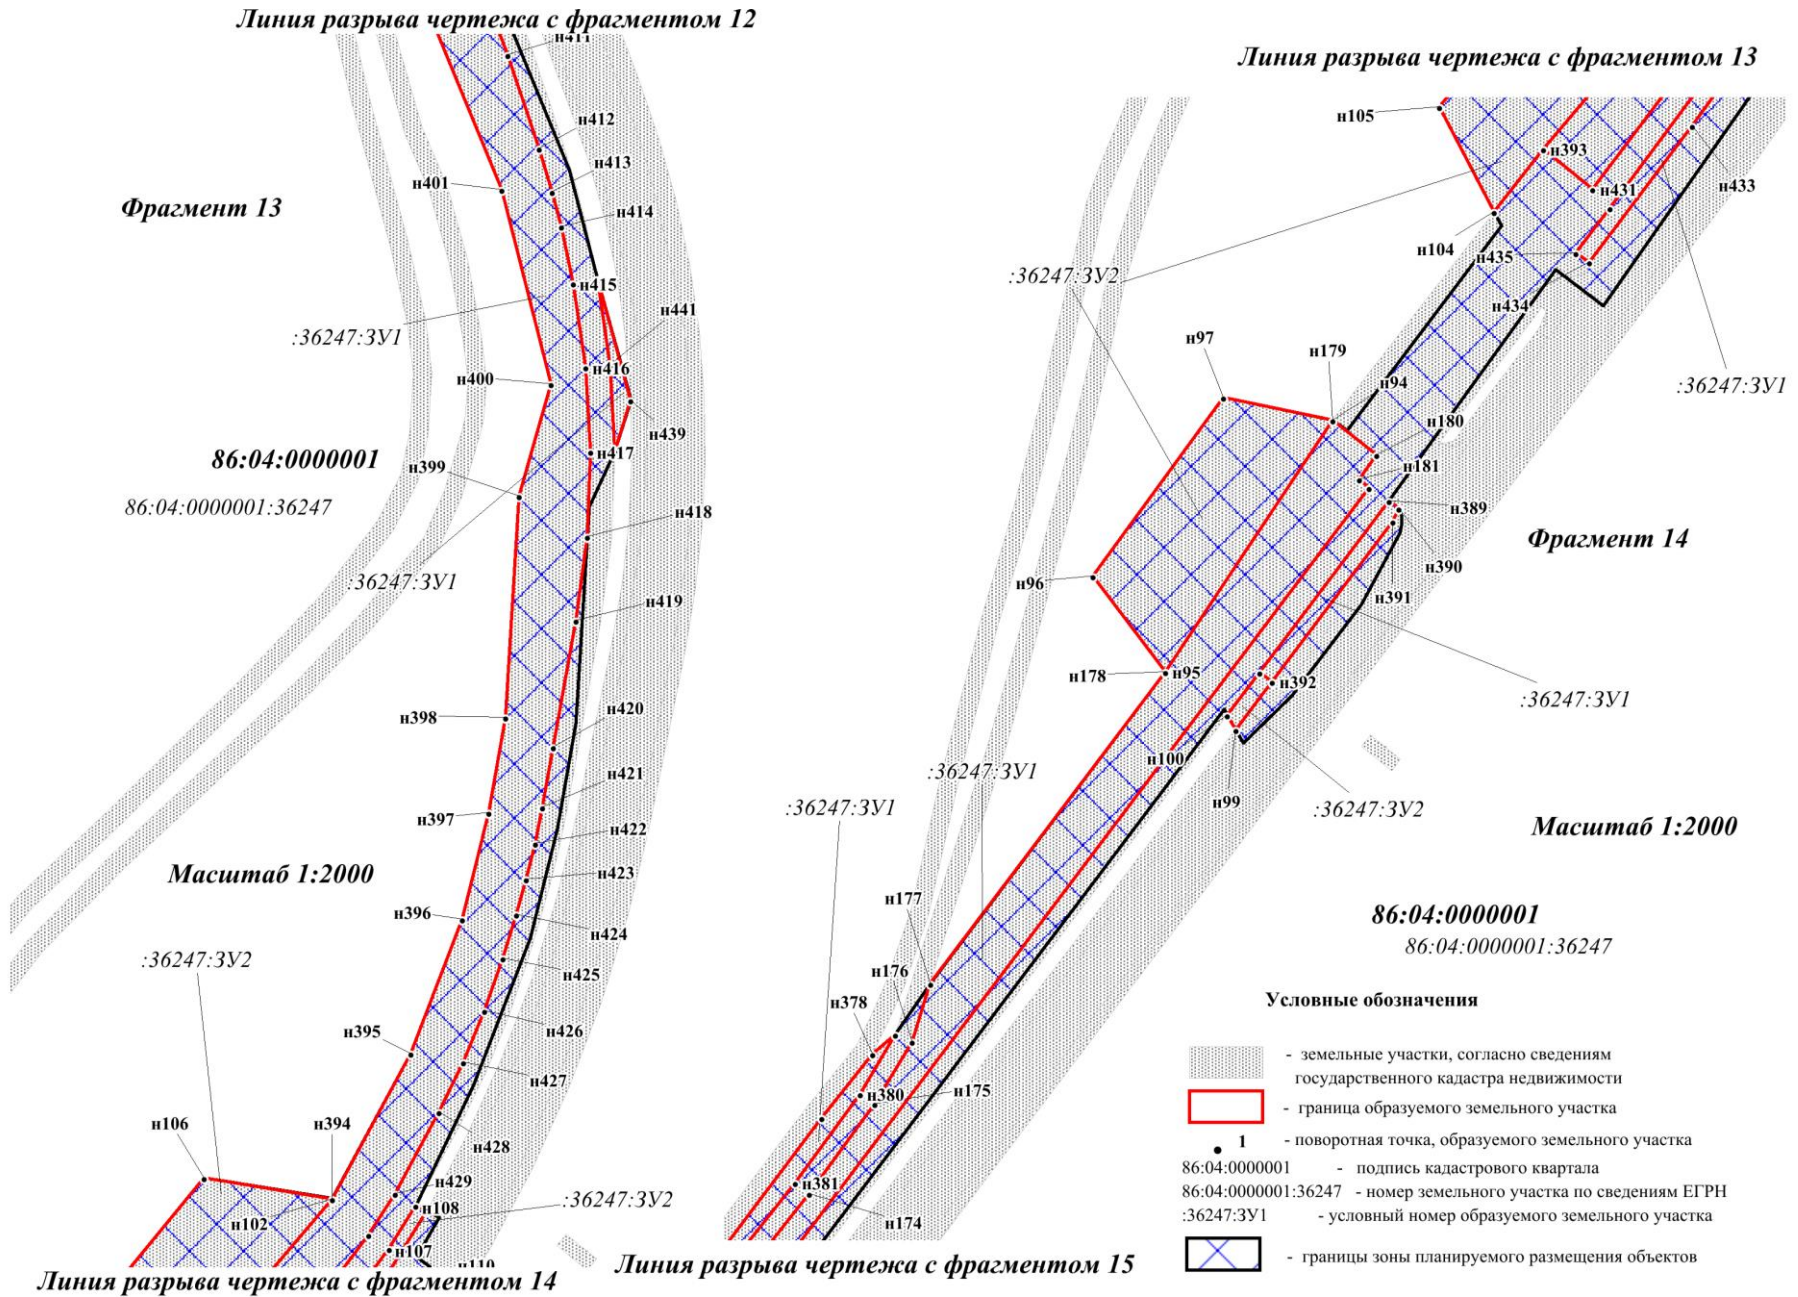 Линия разрыва чертежа с фрагментом 12
н411
н412
н413
н401
Фрагмент 13
н414
н415
н441
:36247:ЗУ1
н416
н400
н439
86:04:0000001
н399
н417
86:04:0000001:36247
н418
:36247:ЗУ1
н419
н398
н420
н421
н397
н422
Масштаб 1:2000
н423
н396
н424
:36247:ЗУ2
н425
н395
н426
н427
н106
н394
н428
н429
:36247:ЗУ2
н102
н108
н107
н110
Линия разрыва чертежа с фрагментом 14
Линия разрыва чертежа с фрагментом 13
н105
н393
н433
н431
н104
н435
:36247:ЗУ2
н434
н97
н179
н94
:36247:ЗУ1
н180
н181
н389
Фрагмент 14
н390
н96
н391
н178
н95
н392
:36247:ЗУ1
н100
:36247:ЗУ1
н99
:36247:ЗУ2
:36247:ЗУ1
Масштаб 1:2000
н177
86:04:0000001
86:04:0000001:36247
н176
н378
н380
н175
н381
н174
Линия разрыва чертежа с фрагментом 15
Условные обозначения
- земельные участки, согласно сведениям
государственного кадастра недвижимости
- граница образуемого земельного участка
1 - поворотная точка, образуемого земельного участка
86:04:0000001 - подпись кадастрового квартала
86:04:0000001:36247 - номер земельного участка по сведениям ЕГРН
:36247:ЗУ1 - условный номер образуемого земельного участка
- границы зоны планируемого размещения объектов